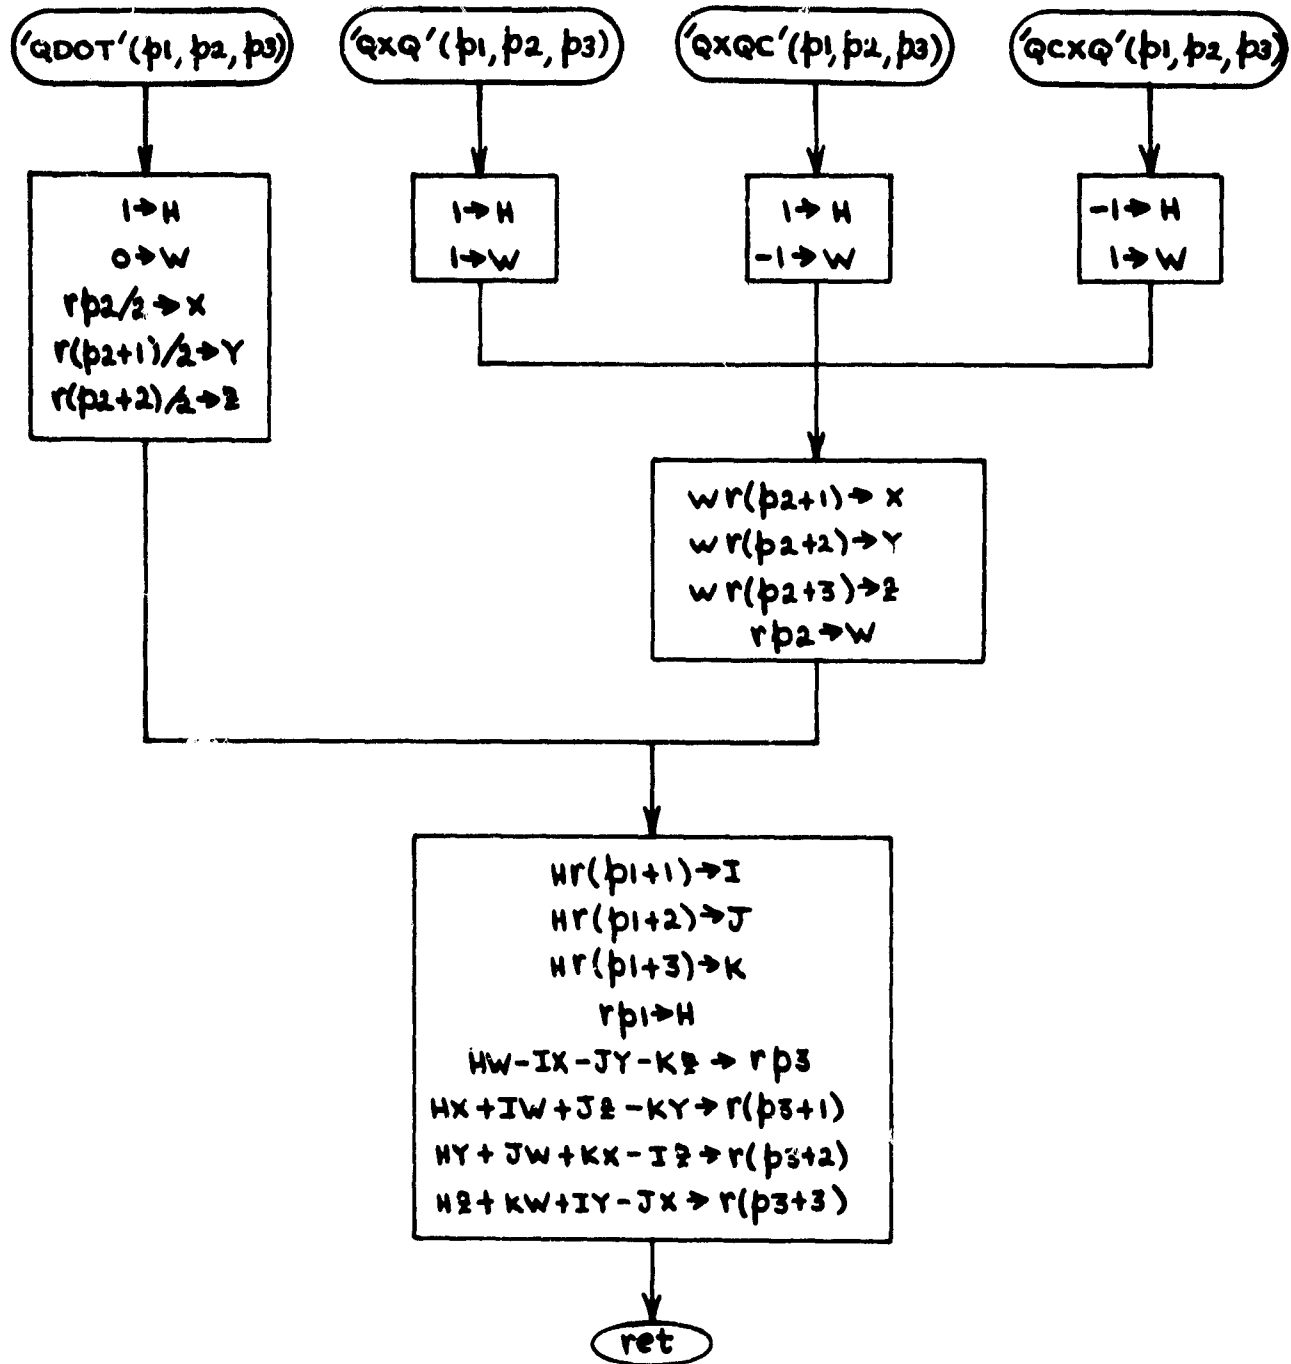 'QDOT'(p1, p2, p3)
'QXQ'(p1, p2, p3)
'QXQC'(p1, p2, p3)
'QCXQ'(p1, p2, p3)
1→H
0→W
rp2/2→X
r(p2+1)/2→Y
r(p2+2)/2→Z
1→H
1→W
1→H
-1→W
-1→H
1→W
Wr(p2+1)→X
Wr(p2+2)→Y
Wr(p2+3)→Z
rp2→W
Hr(p1+1)→I
Hr(p1+2)→J
Hr(p1+3)→K
rp1→H
HW-IX-JY-KZ→rp3
HX+IW+JZ-KY→r(p3+1)
HY+JW+KX-IZ→r(p3+2)
HZ+KW+IY-JX→r(p3+3)
ret